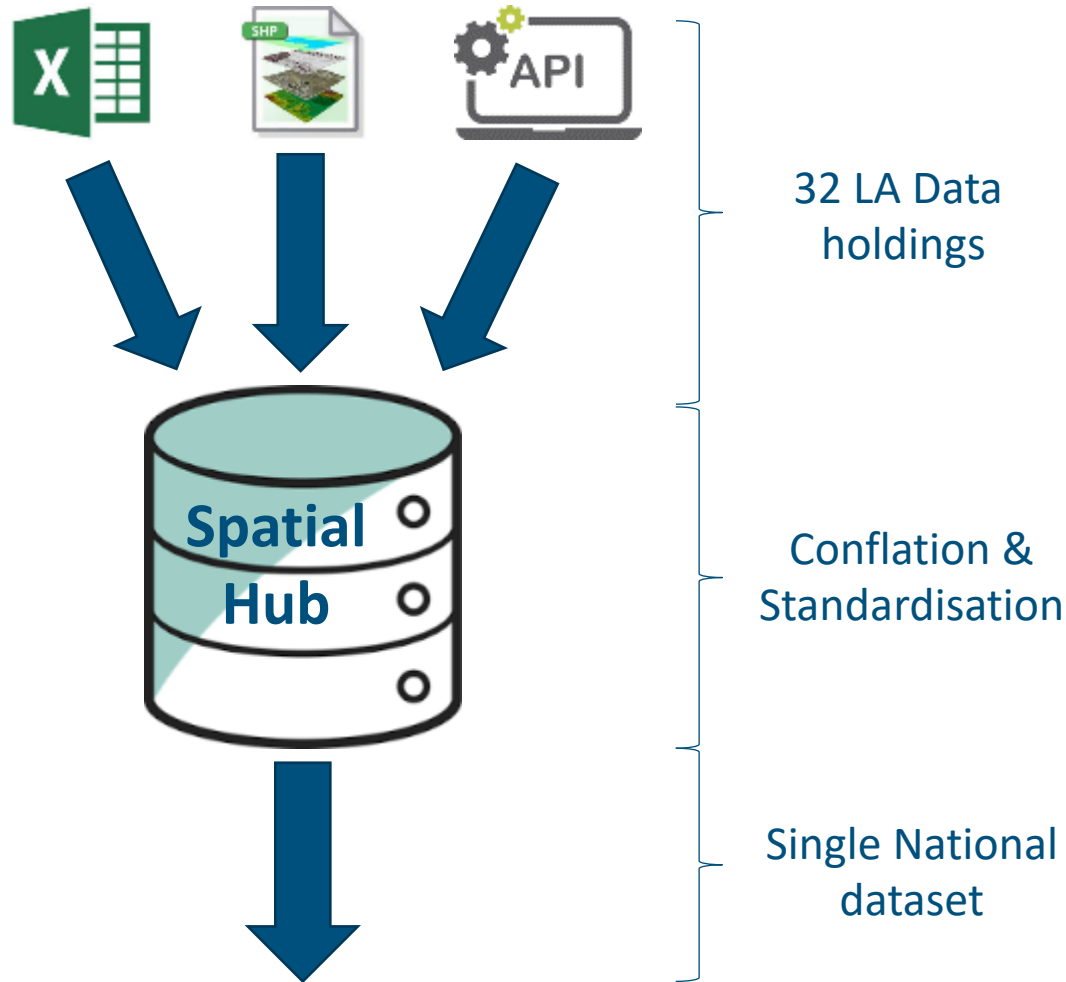 X
SHP
API
32 LA Data
holdings
Spatial
Hub
Conflation &
Standardisation
Single National
dataset